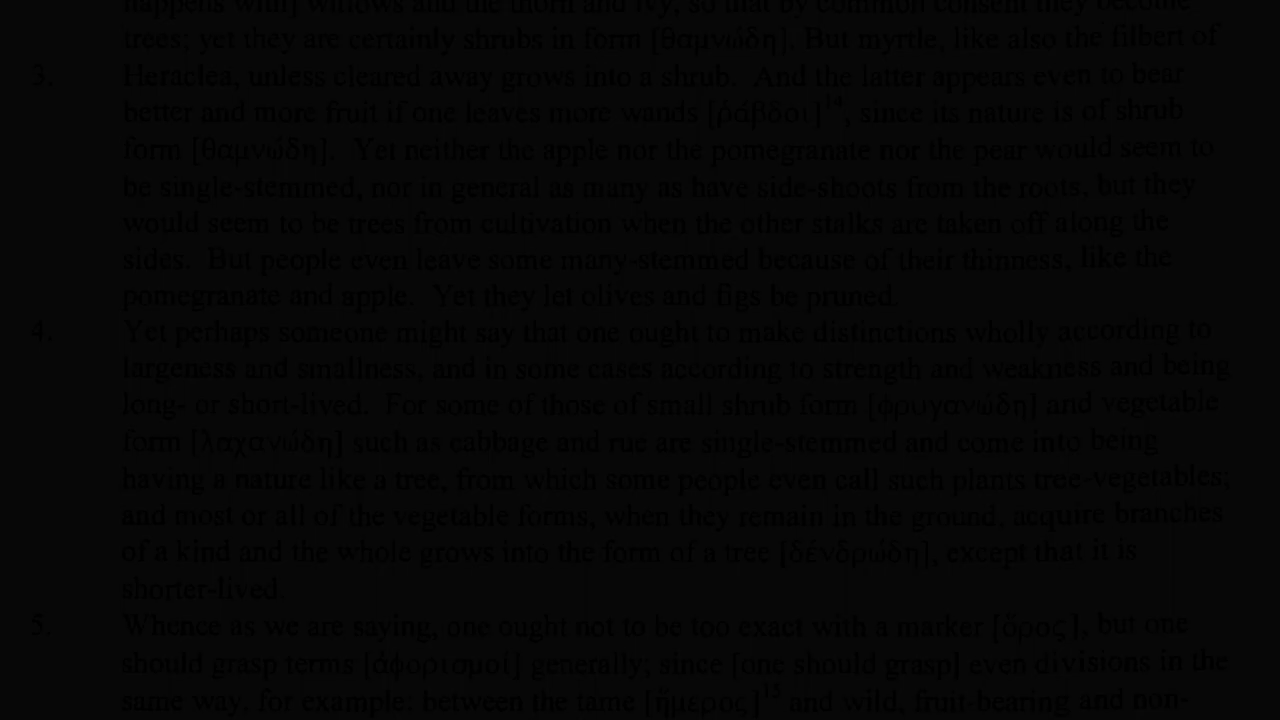 happens with] willows and the thorn and ivy, so that by common consent they become
trees; yet they are certainly shrubs in form [θαμνώδη]. But myrtle, like also the filbert of
3. Heraclea, unless cleared away grows into a shrub. And the latter appears even to bear
better and more fruit if one leaves more wands [ῥάβδοι]14, since its nature is of shrub
form [θαμνώδη]. Yet neither the apple nor the pomegranate nor the pear would seem to
be single-stemmed, nor in general as many as have side-shoots from the roots, but they
would seem to be trees from cultivation when the other stalks are taken off along the
sides. But people even leave some many-stemmed because of their thinness, like the
pomegranate and apple. Yet they let olives and figs be pruned.
4. Yet perhaps someone might say that one ought to make distinctions wholly according to
largeness and smallness, and in some cases according to strength and weakness and being
long- or short-lived. For some of those of small shrub form [φρυγανώδη] and vegetable
form [λαχανώδη] such as cabbage and rue are single-stemmed and come into being
having a nature like a tree, from which some people even call such plants tree-vegetables;
and most or all of the vegetable forms, when they remain in the ground, acquire branches
of a kind and the whole grows into the form of a tree [δένδρώδη], except that it is
shorter-lived.
5. Whence as we are saying, one ought not to be too exact with a marker [ὅρος], but one
should grasp terms [ἀφορισμοί] generally; since [one should grasp] even divisions in the
same way, for example: between the tame [ἥμερος]15 and wild, fruit-bearing and non-